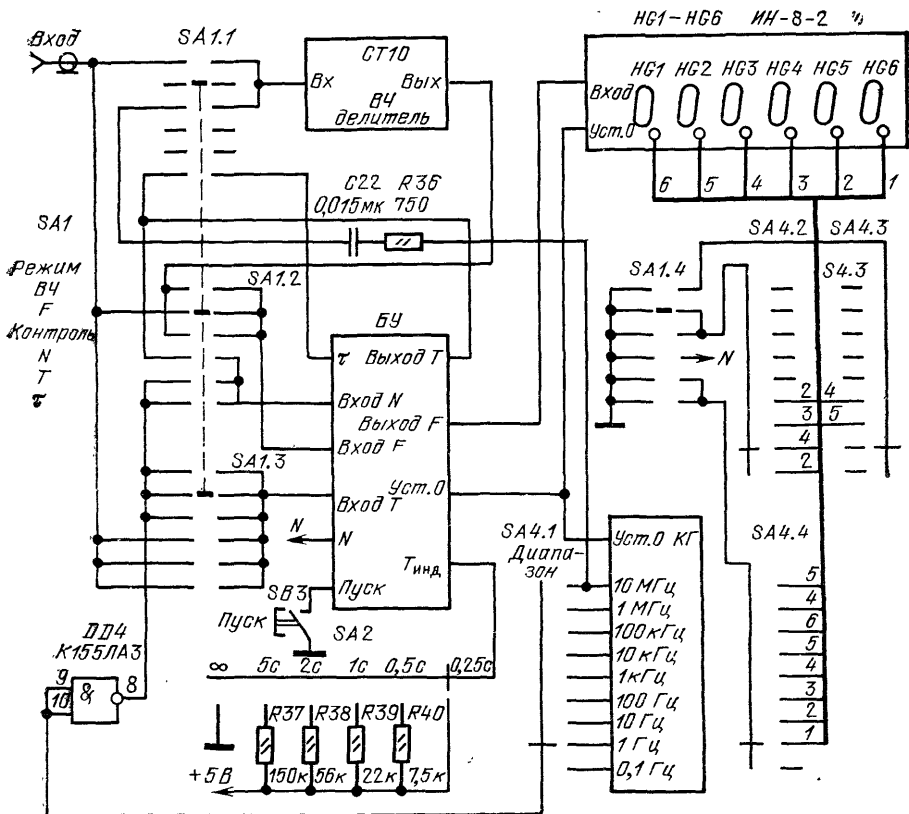 HG1-HG6 ИН-8-2
Вход
SA1.1
СТ10
Вх
Вых
ВЧ
делитель
HG1 HG2 HG3 HG4 HG5 HG6
Вход
Уст.0
6 5 4 3 2 1
C22 R36
0,015мк 750
SA1
Режим
ВЧ
F
Контроль
N
T
τ
SA1.2
SA4.2 SA4.3
SA1.4
S4.3
БУ
τ Выход T
N
Вход N
Выход F
Вход F
2 4
3 5
4
2
SA1.3
Уст.0
Вход T
N
N
Tинд.
Пуск
SB3
Пуск
SA2
SA4.1
Диапа-
зон
Уст.0 КГ
10 МГц
1 МГц
100кГц
10 кГц
1кГц
100 Гц
10 Гц
1 Гц
0,1 Гц
SA4.4
5
4
6
5
4
3
2
1
DD4
К155ЛА3
9
10
&
8
∞ 5с 2с 1с 0,5с 0,25с
R37 R38 R39 R40
+5В
150к 56к 22к 7,5к